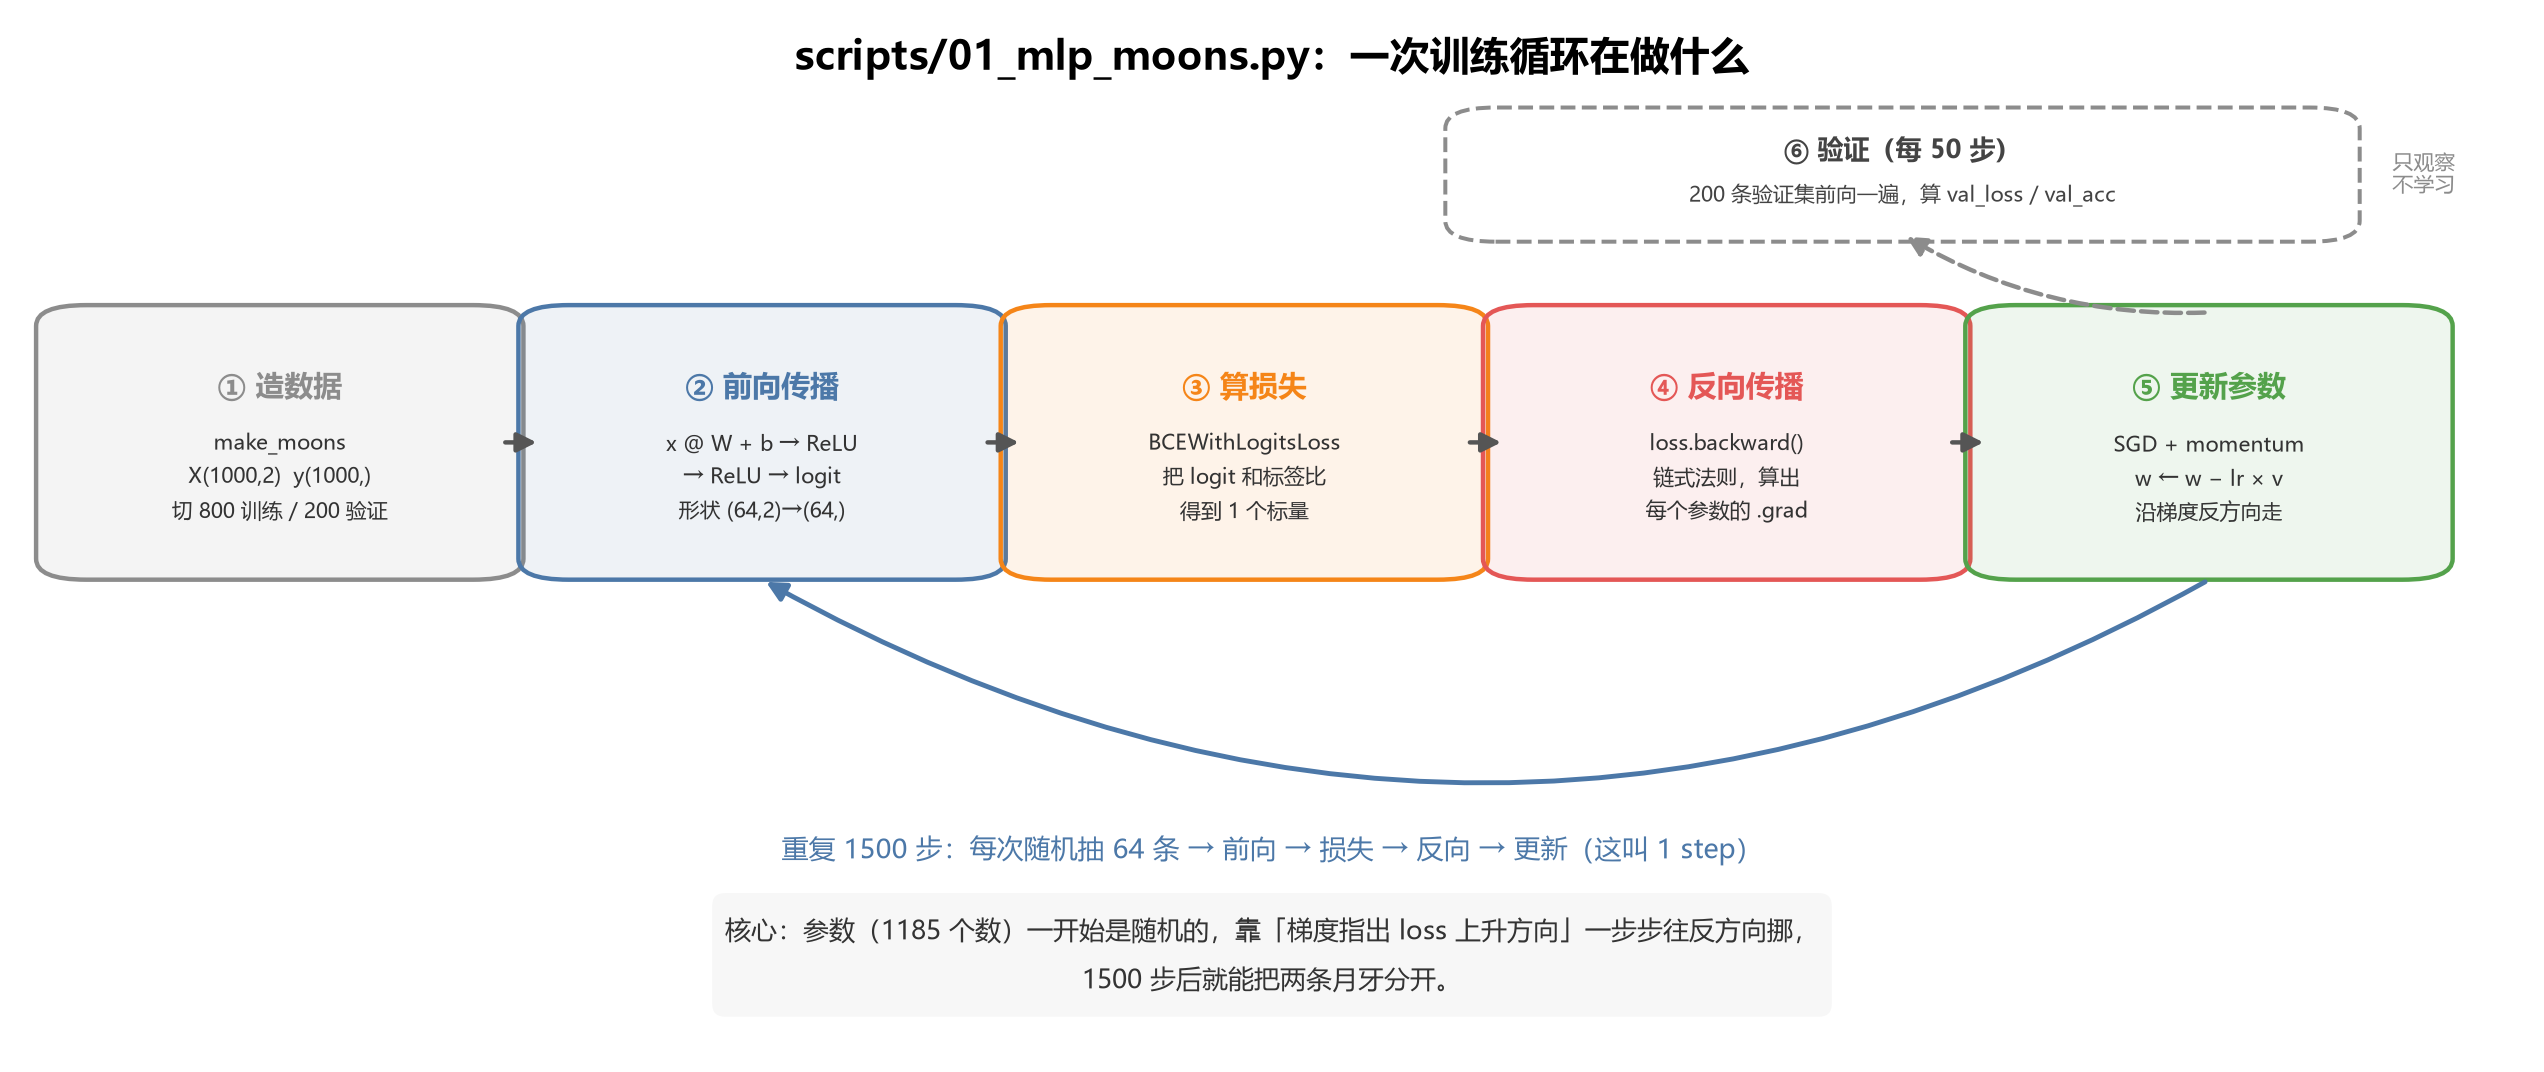 scripts/01_mlp_moons.py：一次训练循环在做什么
⑥ 验证（每 50 步）
200 条验证集前向一遍，算 val_loss / val_acc
只观察
不学习
① 造数据
make_moons
X(1000,2)  y(1000,)
切 800 训练 / 200 验证
② 前向传播
x @ W + b → ReLU
→ ReLU → logit
形状 (64,2)→(64,)
③ 算损失
BCEWithLogitsLoss
把 logit 和标签比
得到 1 个标量
④ 反向传播
loss.backward()
链式法则，算出
每个参数的 .grad
⑤ 更新参数
SGD + momentum
w ← w − lr × v
沿梯度反方向走
重复 1500 步：每次随机抽 64 条 → 前向 → 损失 → 反向 → 更新（这叫 1 step）
核心：参数（1185 个数）一开始是随机的，靠「梯度指出 loss 上升方向」一步步往反方向挪，
1500 步后就能把两条月牙分开。